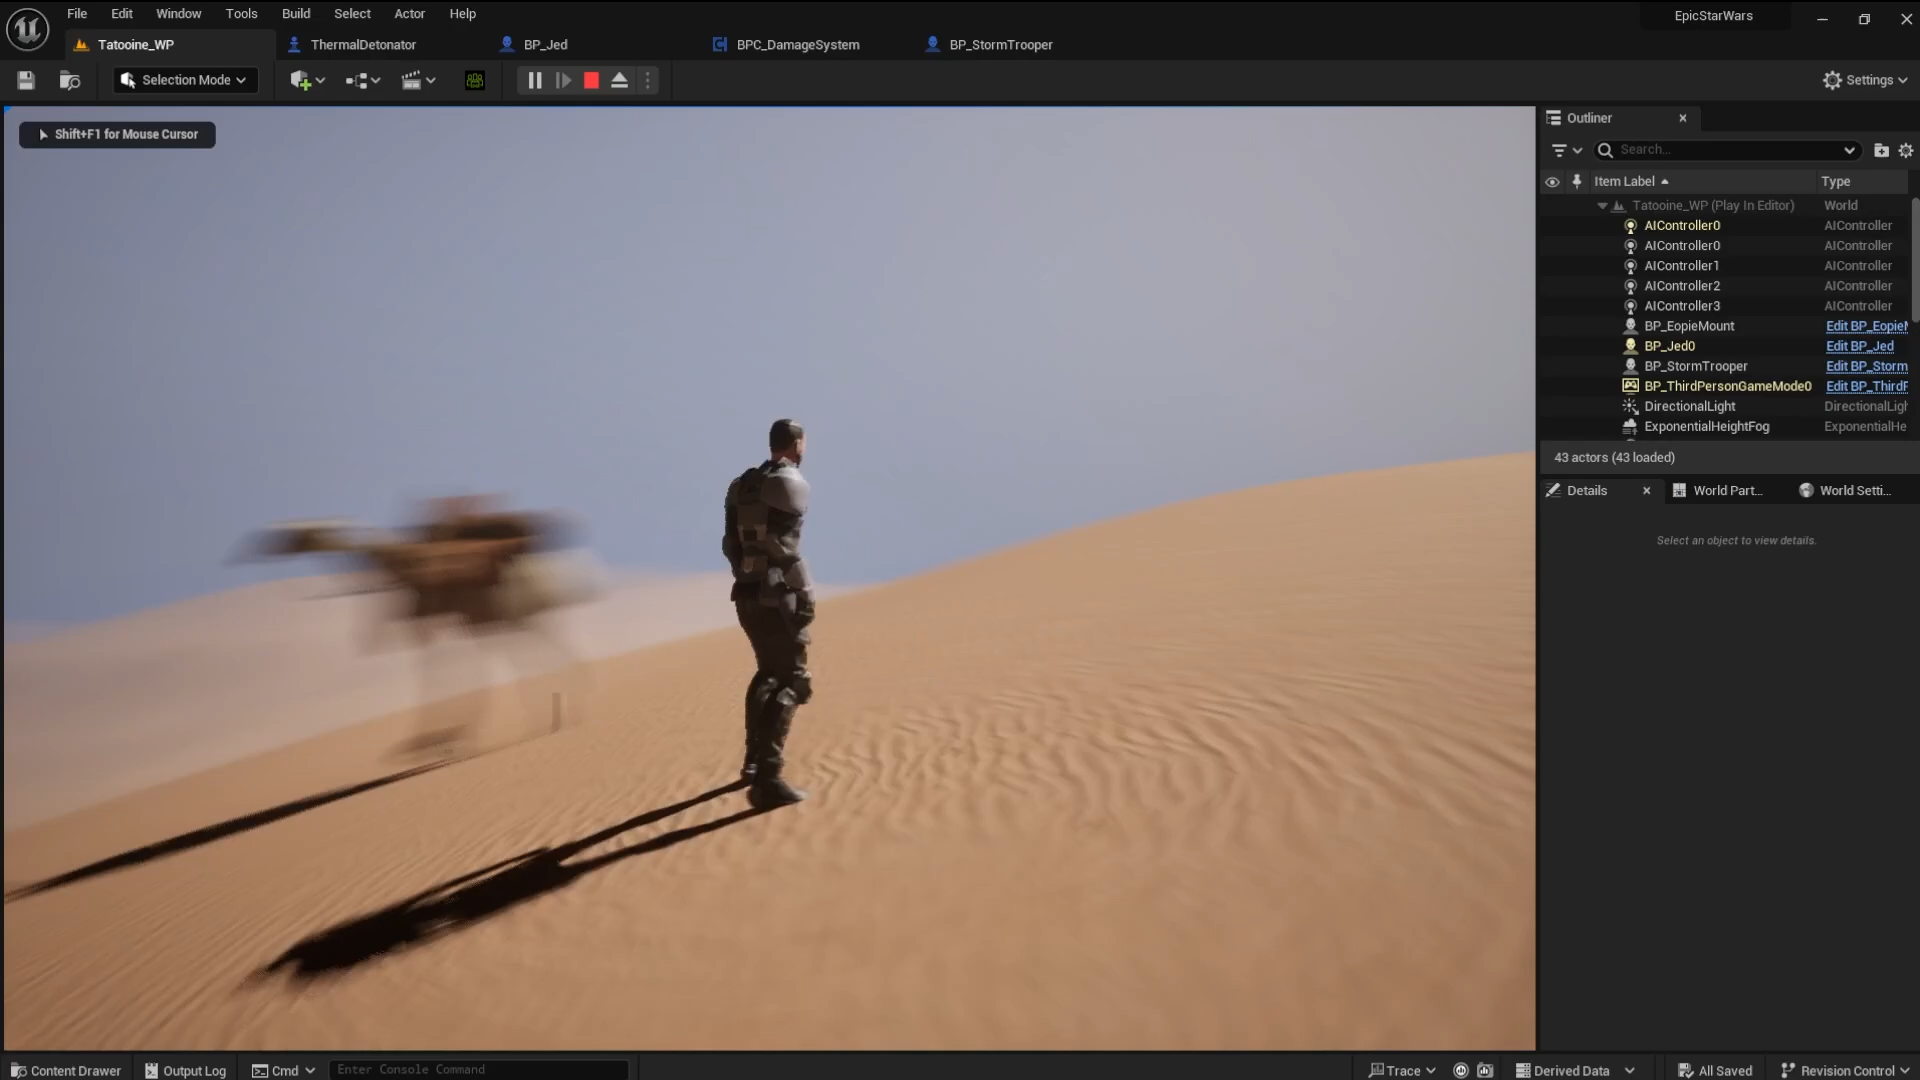 File Edit Window Tools Build Select Actor Help
EpicStarWars
Tatooine_WP ThermalDetonator BP_Jed BPC_DamageSystem BP_StormTrooper
Selection Mode
Settings
Shift+F1 for Mouse Cursor
Outliner
Search...
Item Label Type
Tatooine_WP (Play In Editor) World
AIController0 AIController
AIController0 AIController
AIController1 AIController
AIController2 AIController
AIController3 AIController
BP_EopieMount Edit BP_Eopie
BP_Jed0 Edit BP_Jed
BP_StormTrooper Edit BP_Storm
BP_ThirdPersonGameMode0 Edit BP_Third
DirectionalLight DirectionalLigh
ExponentialHeightFog ExponentialHe
43 actors (43 loaded)
Details World Part... World Setti...
Select an object to view details.
Content Drawer Output Log Cmd Enter Console Command Trace Derived Data All Saved Revision Control